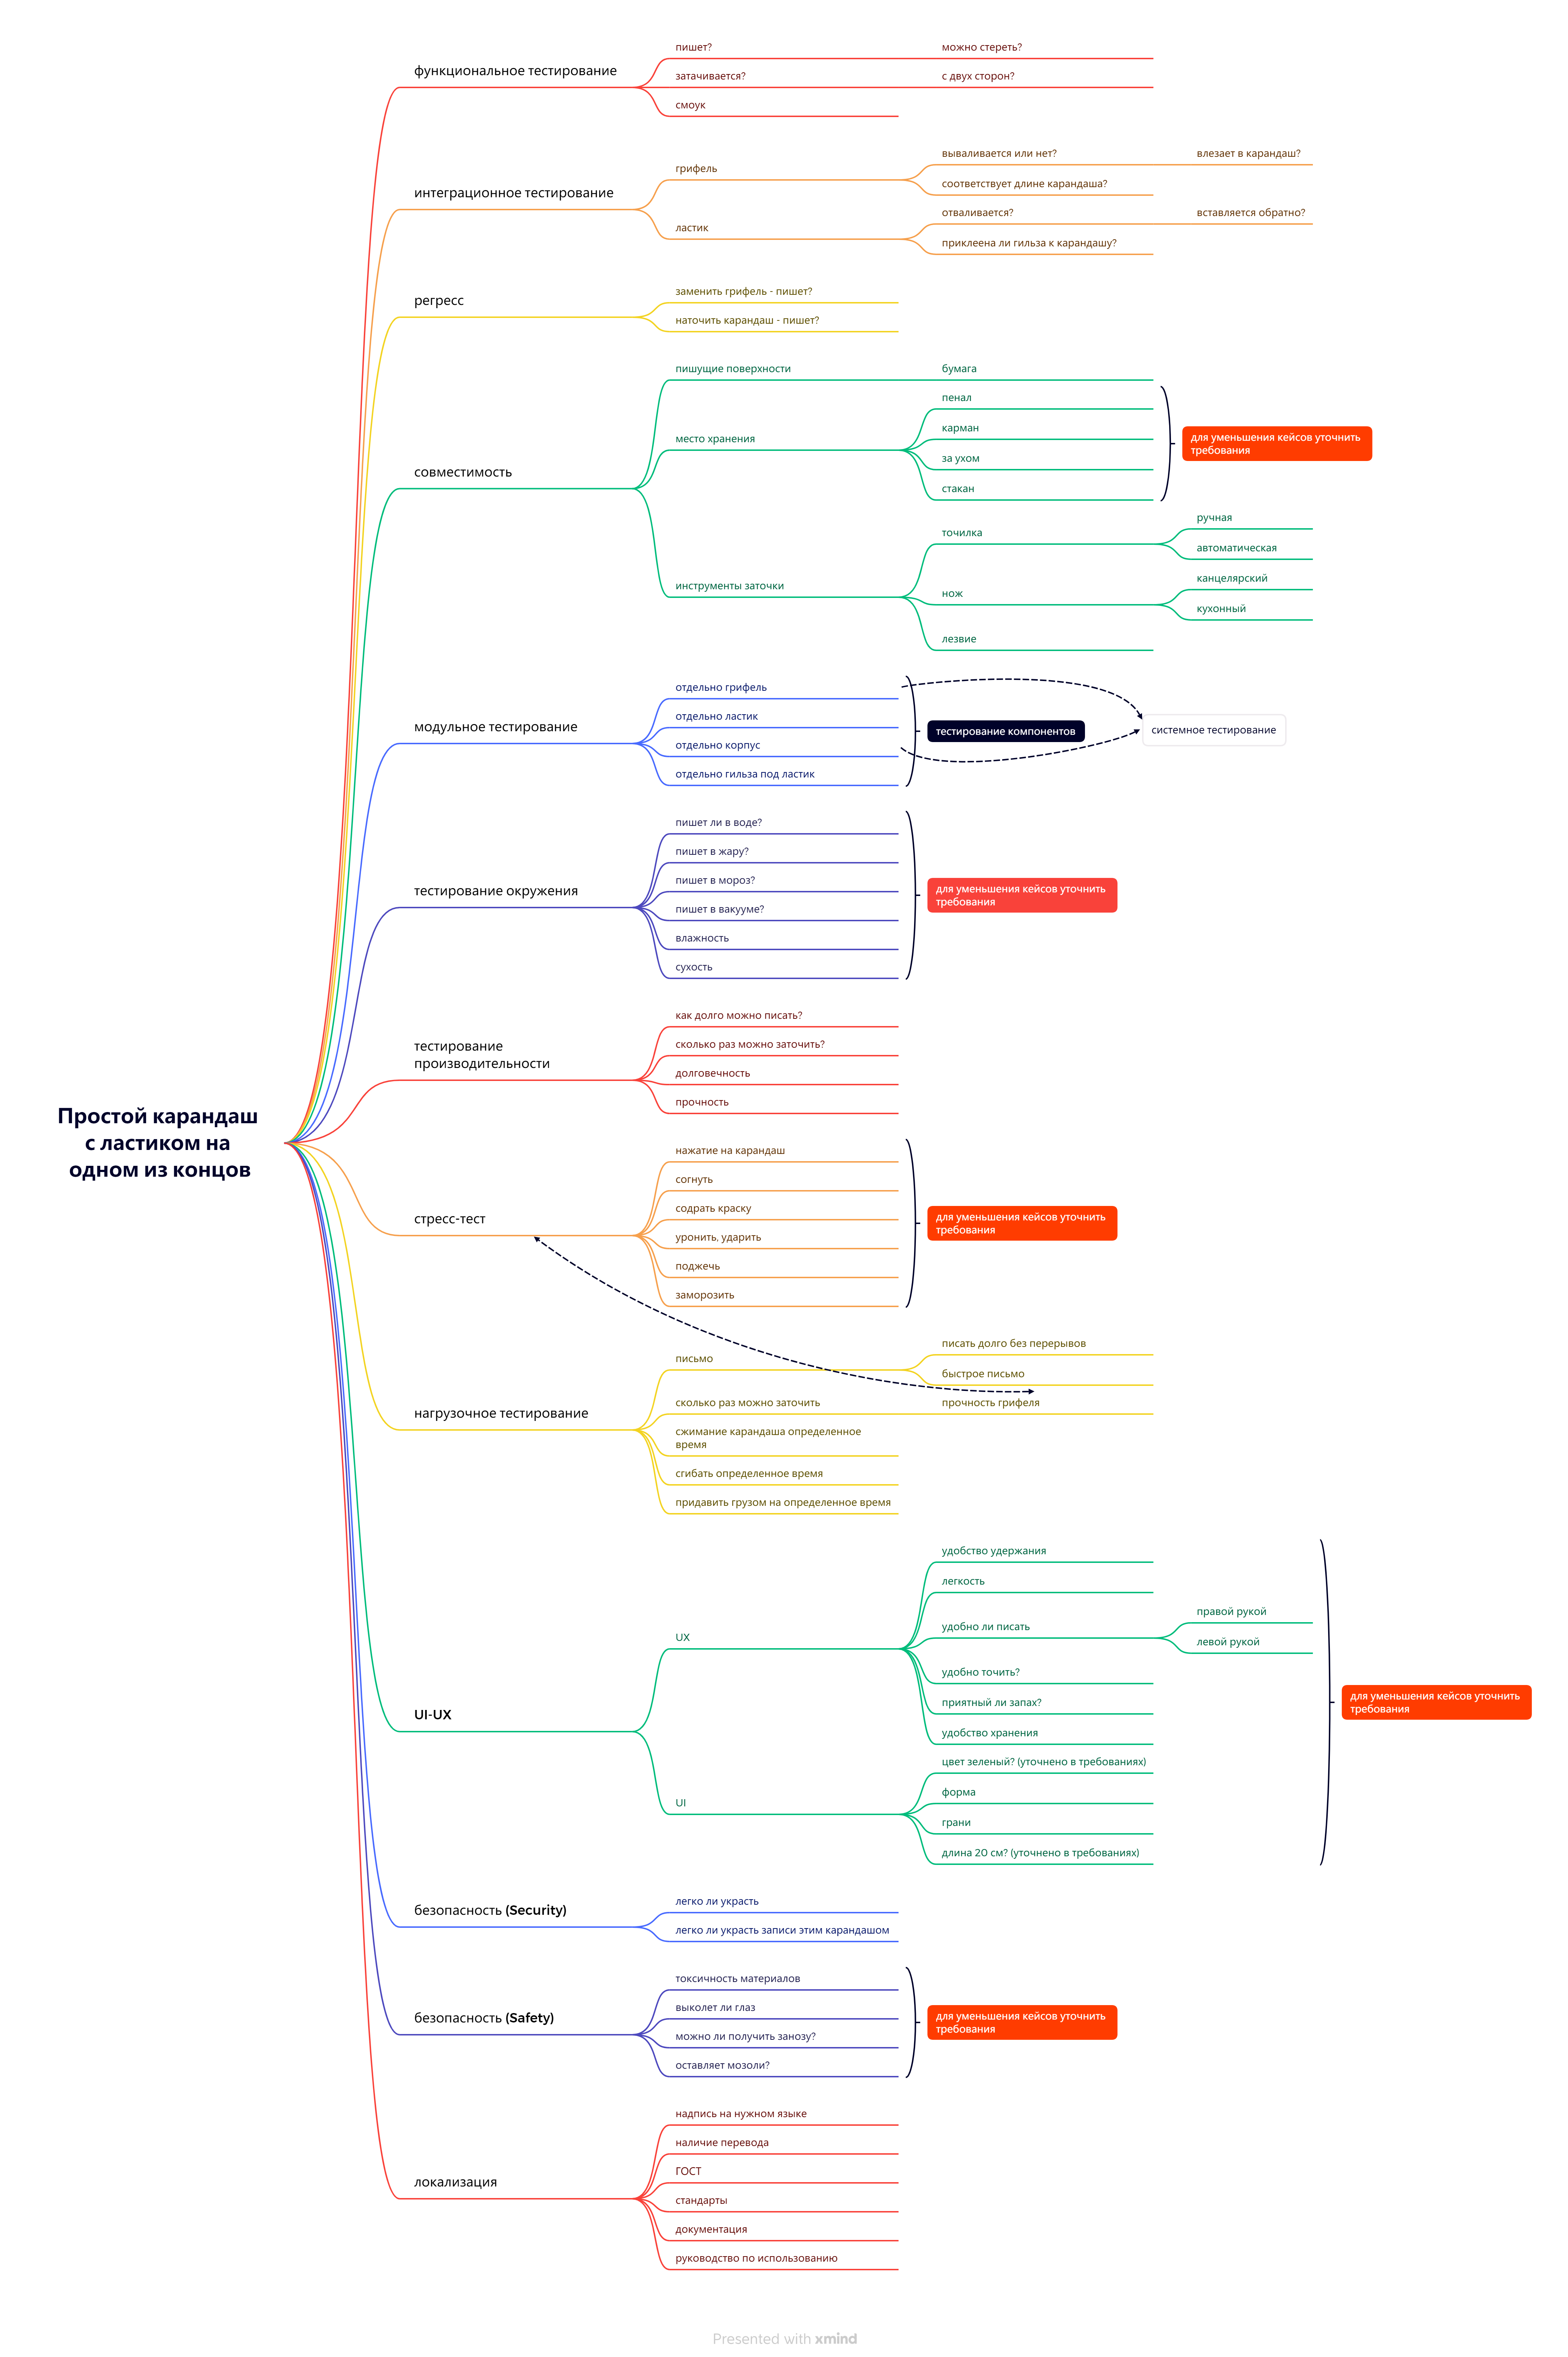 пишет?
можно стереть?
функциональное тестирование
затачивается?
с двух сторон?
смоук
вываливается или нет?
влезает в карандаш?
грифель
соответствует длине карандаша?
интеграционное тестирование
отваливается?
вставляется обратно?
ластик
приклеена ли гильза к карандашу?
регресс
заменить грифель - пишет?
наточить карандаш - пишет?
пишущие поверхности
бумага
пенал
место хранения
карман
за ухом
стакан
для уменьшения кейсов уточнить
требования
совместимость
ручная
точилка
автоматическая
инструменты заточки
канцелярский
нож
кухонный
лезвие
отдельно грифель
отдельно ластик
модульное тестирование
отдельно корпус
отдельно гильза под ластик
тестирование компонентов
системное тестирование
пишет ли в воде?
пишет в жару?
пишет в мороз?
тестирование окружения
пишет в вакууме?
влажность
сухость
для уменьшения кейсов уточнить
требования
как долго можно писать?
тестирование
производительности
сколько раз можно заточить?
долговечность
прочность
Простой карандаш
с ластиком на
одном из концов
нажатие на карандаш
согнуть
содрать краску
стресс-тест
уронить, ударить
поджечь
заморозить
для уменьшения кейсов уточнить
требования
писать долго без перерывов
письмо
быстрое письмо
сколько раз можно заточить
прочность грифеля
нагрузочное тестирование
сжимание карандаша определенное
время
сгибать определенное время
придавить грузом на определенное время
удобство удержания
легкость
правой рукой
удобно ли писать
левой рукой
UX
удобно точить?
приятный ли запах?
удобство хранения
для уменьшения кейсов уточнить
требования
UI-UX
цвет зеленый? (уточнено в требованиях)
форма
UI
грани
длина 20 см? (уточнено в требованиях)
легко ли украсть
безопасность (Security)
легко ли украсть записи этим карандашом
токсичность материалов
выколет ли глаз
безопасность (Safety)
можно ли получить занозу?
оставляет мозоли?
для уменьшения кейсов уточнить
требования
надпись на нужном языке
наличие перевода
ГОСТ
локализация
стандарты
документация
руководство по использованию
Presented with xmind